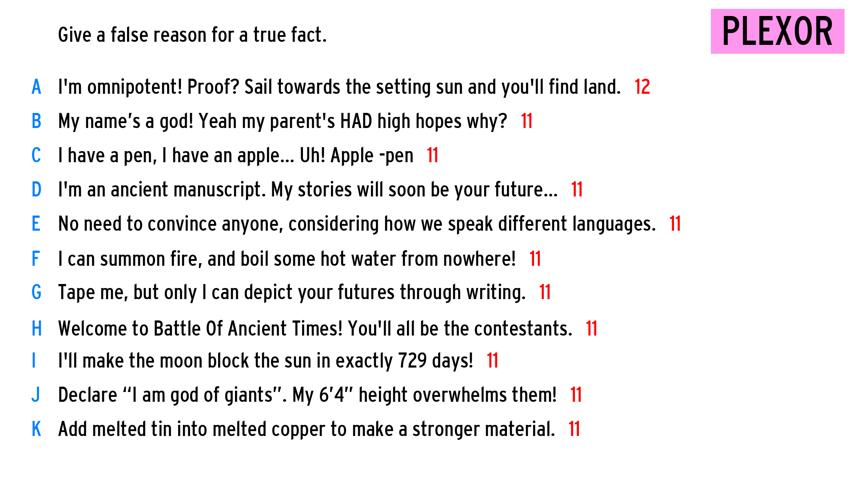 Give a false reason for a true fact.
PLEXOR
A I'm omnipotent! Proof? Sail towards the setting sun and you'll find land. 12
B My name's a god! Yeah my parent's HAD high hopes why? 11
C I have a pen, I have an apple... Uh! Apple -pen 11
D I'm an ancient manuscript. My stories will soon be your future... 11
E No need to convince anyone, considering how we speak different languages. 11
F I can summon fire, and boil some hot water from nowhere! 11
G Tape me, but only I can depict your futures through writing. 11
H Welcome to Battle Of Ancient Times! You'll all be the contestants. 11
I I'll make the moon block the sun in exactly 729 days! 11
J Declare “I am god of giants”. My 6’4” height overwhelms them! 11
K Add melted tin into melted copper to make a stronger material. 11